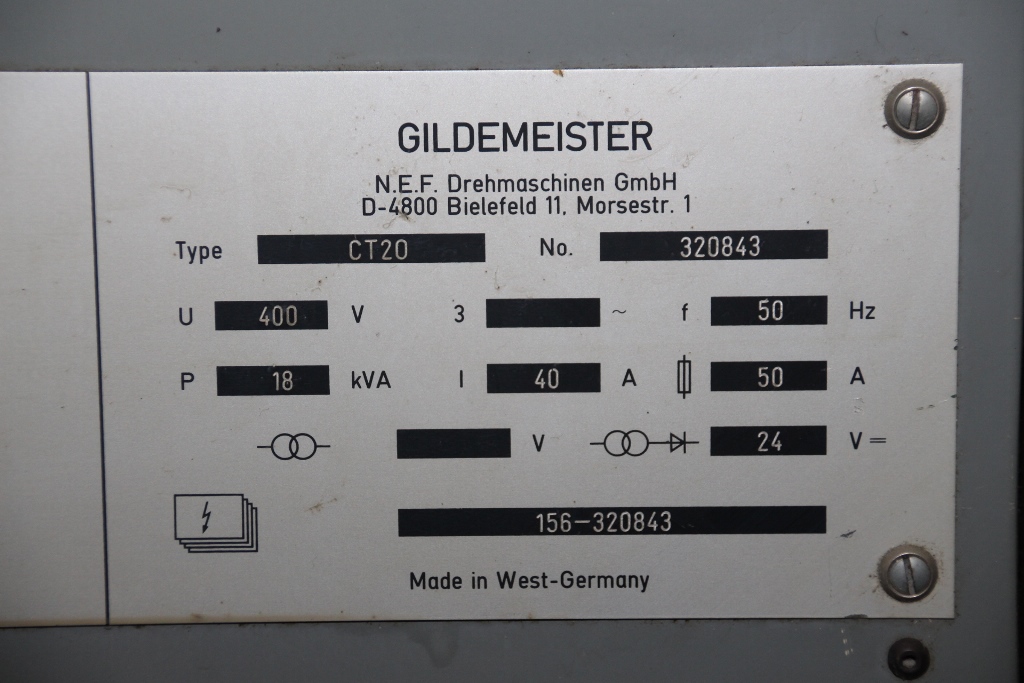 GILDEMEISTER
N.E.F. Drehmaschinen GmbH
D-4800 Bielefeld 11, Morsestr. 1
Type CT20 No. 320843
U 400 V 3 ~ f 50 Hz
P 18 kVA I 40 A 50 A
V 24 V =
156-320843
Made in West-Germany